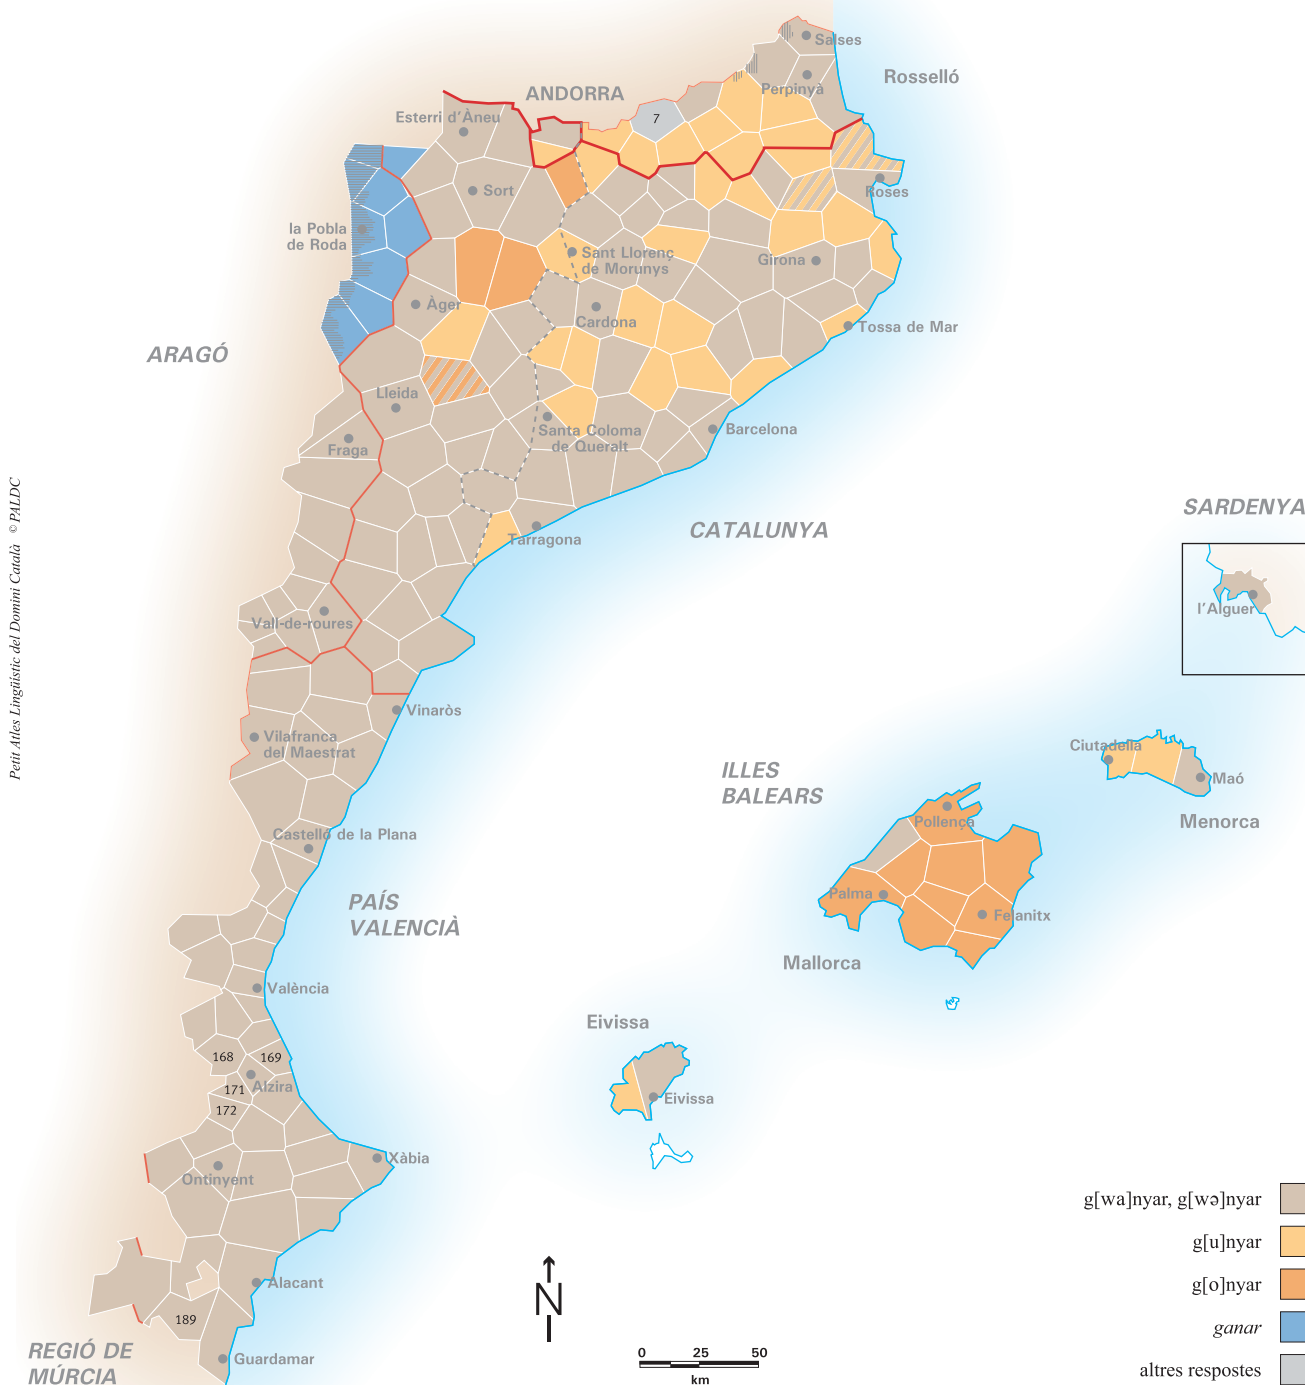 Salses
Rosselló
Perpinyà
ANDORRA
7
Esterri d'Àneu
Sort
Roses
la Pobla
de Roda
Sant Llorenç
de Morunys
Girona
Àger
Cardona
Tossa de Mar
ARAGÓ
Lleida
Barcelona
Santa Coloma
de Queralt
Fraga
CATALUNYA
Tarragona
SARDENYA
l'Alguer
Petit Atles Lingüístic del Domini Català © PALDC
Vall-de-roures
Vinaròs
Vilafranca
del Maestrat
Ciutadella
Maó
Menorca
ILLES
BALEARS
Pollença
Castelló de la Plana
Palma
Felanitx
PAÍS
VALENCIÀ
Mallorca
València
Eivissa
168
169
Alzira
171
172
Eivissa
Xàbia
Ontinyent
g[wa]nyar, g[wə]nyar
g[u]nyar
g[o]nyar
ganar
altres respostes
Alacant
N
189
REGIÓ DE
MÚRCIA
Guardamar
0 25 50
km